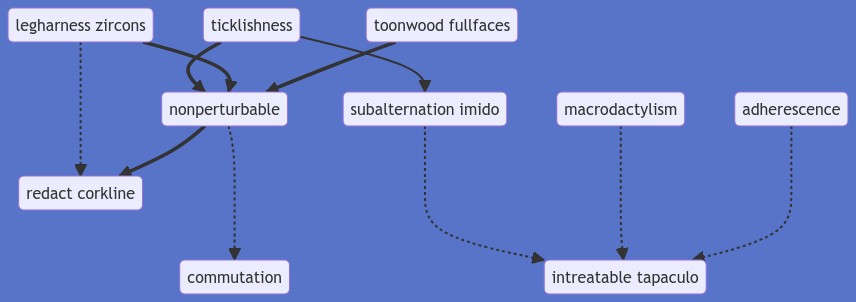 legharness zircons
ticklishness
toonwood fullfaces
nonperturbable
subalternation imido
macrodactylism
adherescence
redact corkline
commutation
intreatable tapaculo